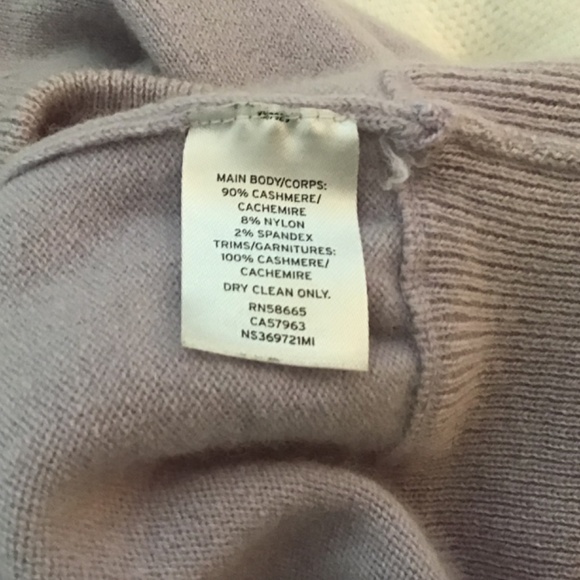 MAIN BODY/CORPS:
90% CASHMERE/
CACHEMIRE
8% NYLON
2% SPANDEX
TRIMS/GARNITURES:
100% CASHMERE/
CACHEMIRE
DRY CLEAN ONLY.
RN58665
CA57963
NS369721MI